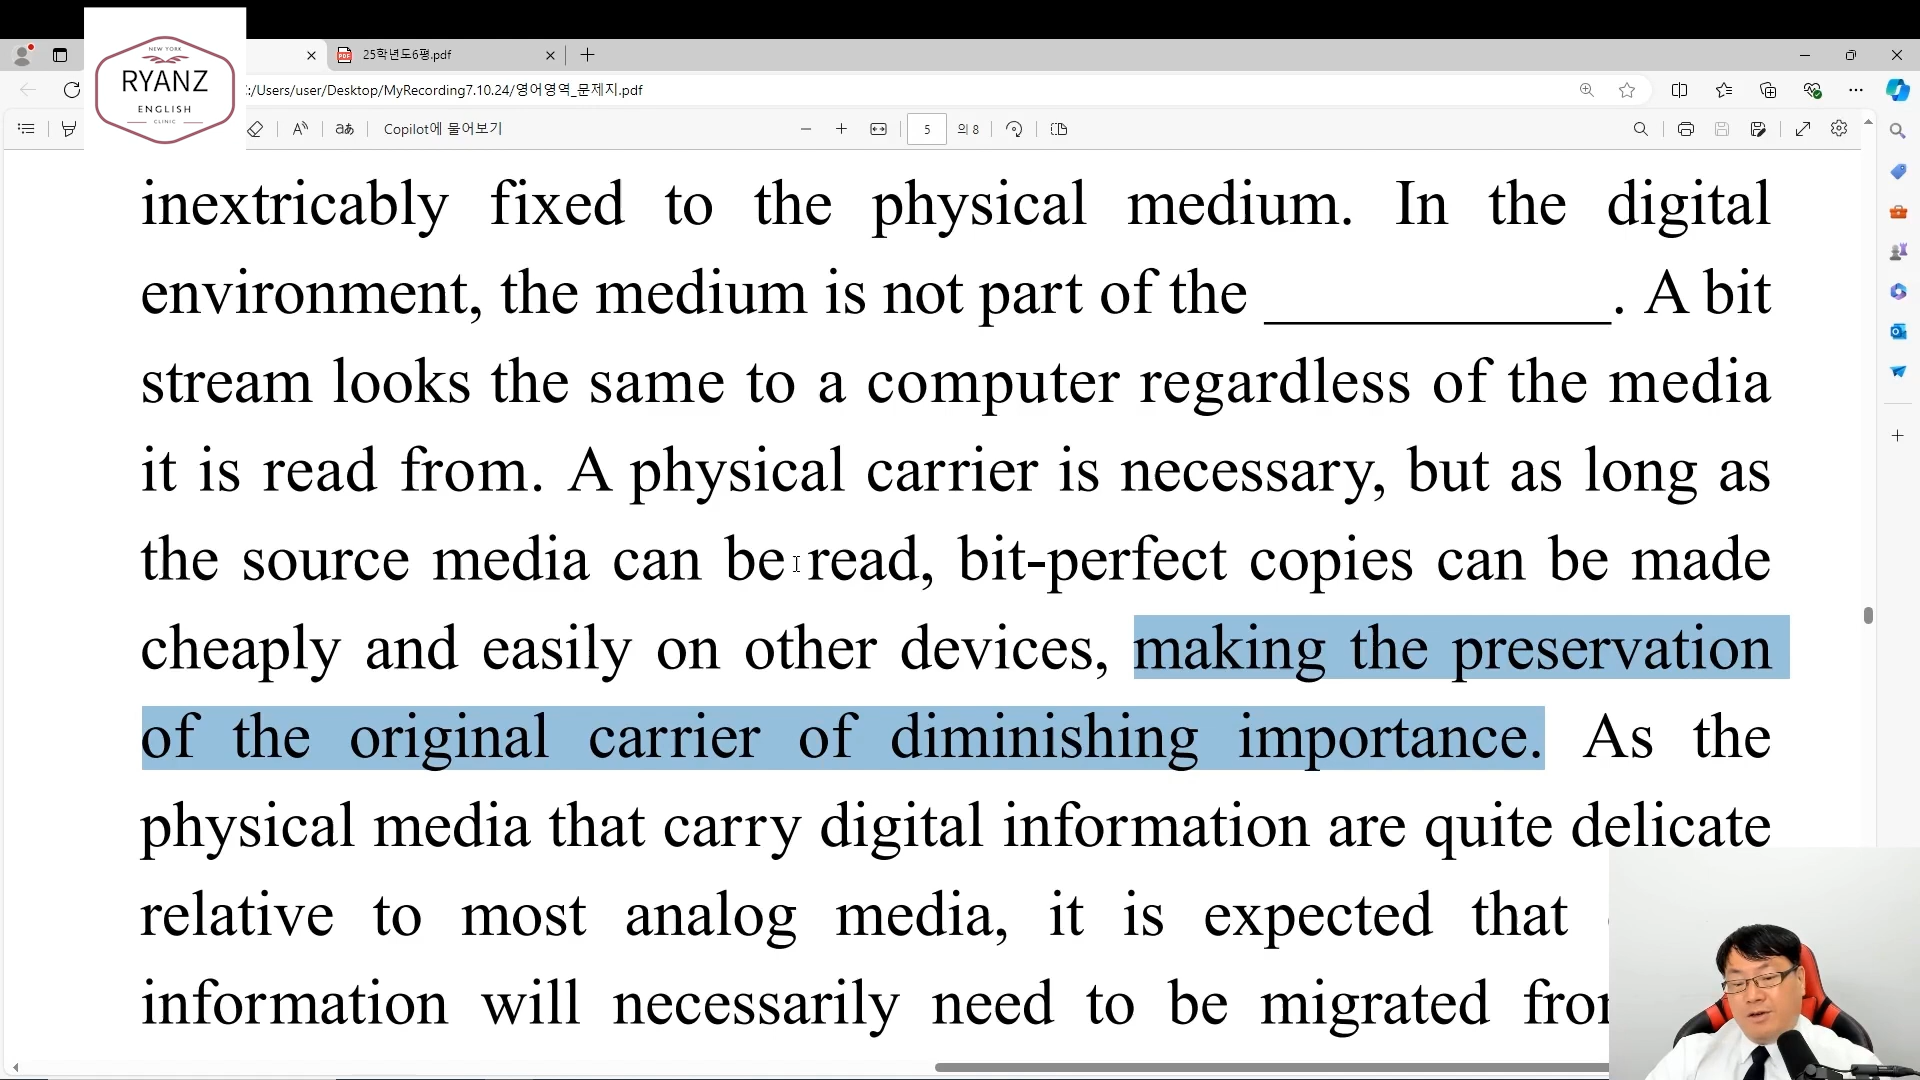 NEW YORK
RYANZ
ENGLISH
CLINIC
25학년도6평.pdf
:/Users/user/Desktop/MyRecording7.10.24/영어영역_문제지.pdf
Copilot에 물어보기
5 의 8
inextricably fixed to the physical medium. In the digital
environment, the medium is not part of the ____________. A bit
stream looks the same to a computer regardless of the media
it is read from. A physical carrier is necessary, but as long as
the source media can be read, bit-perfect copies can be made
cheaply and easily on other devices, making the preservation
of the original carrier of diminishing importance. As the
physical media that carry digital information are quite delicate
relative to most analog media, it is expected that
information will necessarily need to be migrated